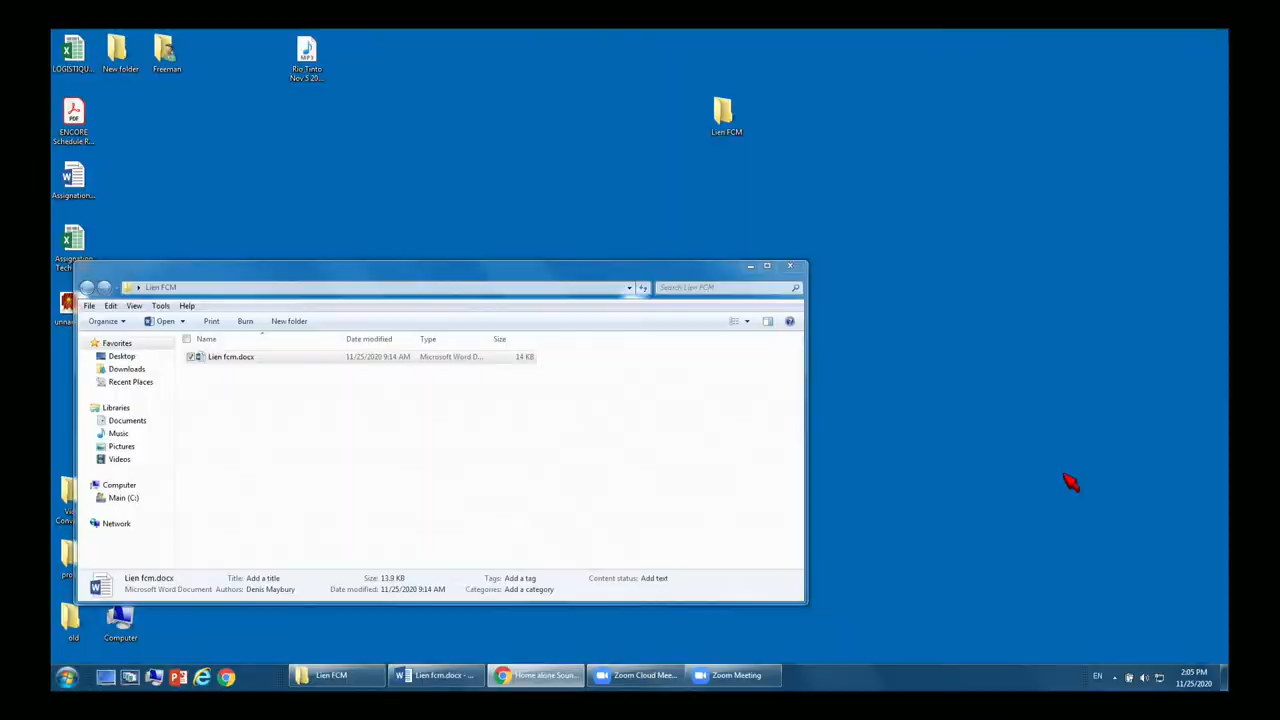 LOGISTIQU...
New folder
Freeman
MP3
Rio Tinto
Nov 5 20...
Lien FCM
PDF
ENCORE
Schedule R...
Assignation...
Assignation
Tech
Lien FCM
Search Lien FCM
File Edit View Tools Help
Organize Open Print Burn New folder
Name Date modified Type Size
Lien fcm.docx 11/25/2020 9:14 AM Microsoft Word D... 14 KB
Favorites
Desktop
Downloads
Recent Places
Libraries
Documents
Music
Pictures
Videos
Computer
Main (C:)
Network
Lien fcm.docx Title: Add a title Size: 13.9 KB Tags: Add a tag Content status: Add text
Microsoft Word Document Authors: Denis Maybury Date modified: 11/25/2020 9:14 AM Categories: Add a category
old
Computer
Lien FCM
Lien fcm.docx - ...
Home alone Soun...
Zoom Cloud Mee...
Zoom Meeting
EN
2:05 PM
11/25/2020